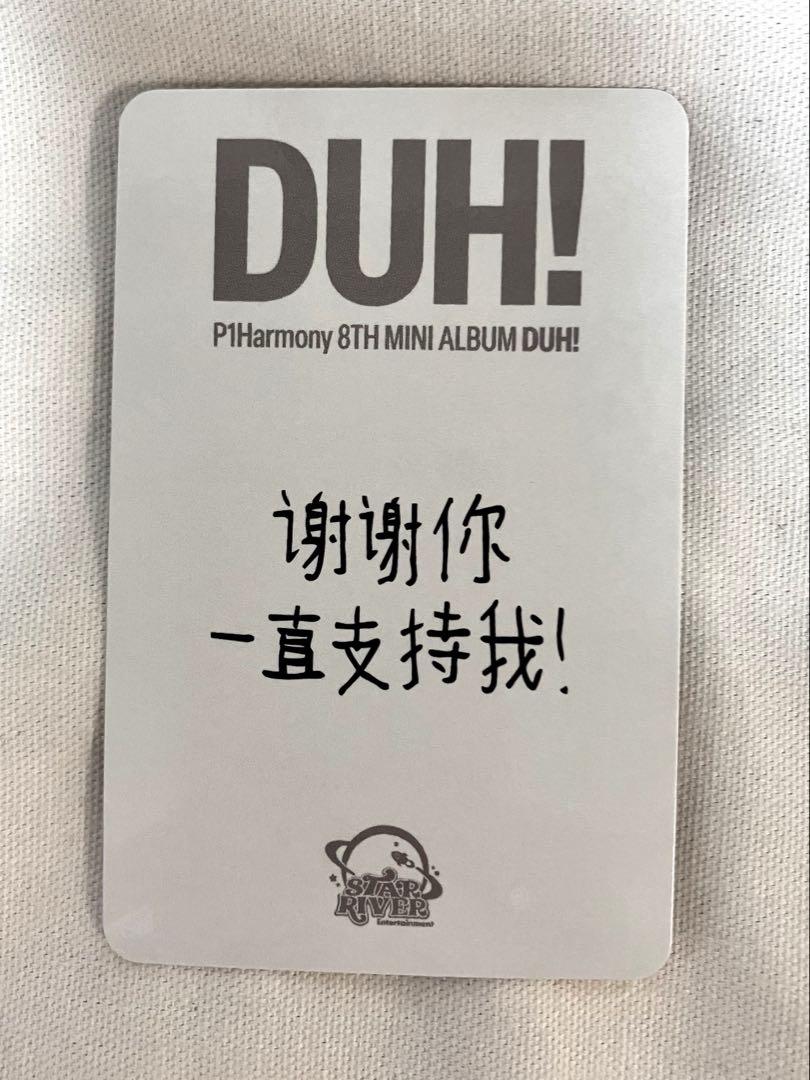 DUH!
P1Harmony 8TH MINI ALBUM DUH!
谢谢你
一直支持我!
STAR
RIVER
Entertainment